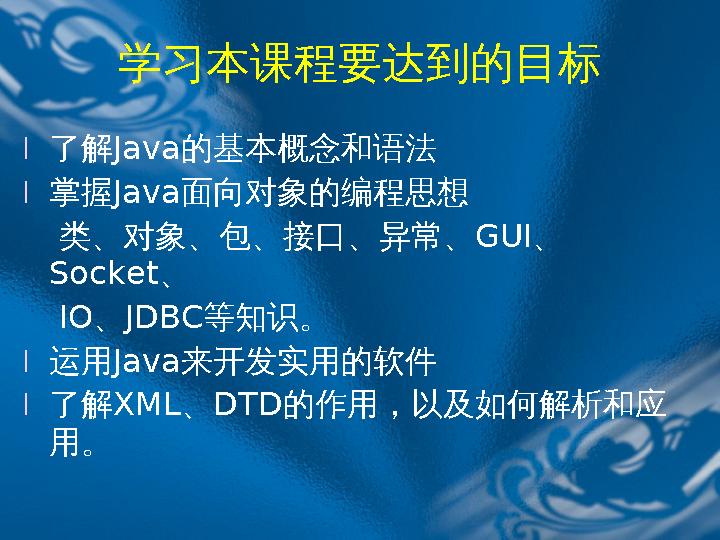 学习本课程要达到的目标
了解Java的基本概念和语法
掌握Java面向对象的编程思想
类、对象、包、接口、异常、GUI、
Socket、
IO、JDBC等知识。
运用Java来开发实用的软件
了解XML、DTD的作用，以及如何解析和应
用。